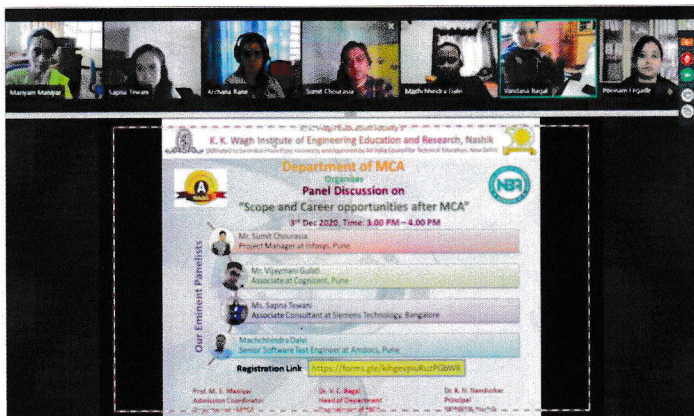 Mariyam Maniyar
Sapna Tewani
Archana Rane
Sumit Chourasia
Machchhindra Dalvi
Vandana Bagal
K. K. Wagh Institute of Engineering Education and Research, Nashik
Department of MCA
Organizes
A
NAAC
Panel Discussion on
NBA
"Scope and Career opportunities after MCA"
3rd Dec 2020, Time: 3.00 PM – 4.00 PM
Our Eminent Panelists
Mr. Sumit Chourasia
Project Manager at Infosys, Pune
Mr. Vijaymani Gulati
Associate at Cognizant, Pune
Ms. Sapna Tewani
Associate Consultant at Siemens Technology, Bangalore
Machchhindra Dalvi
Senior Software Test Engineer at Amdocs, Pune
Registration Link
Prof. M. E. Maniyar
Admission Coordinator
Dr. V. C. Bagal
Head of Department
Dr. K. N. Nandurkar
Principal